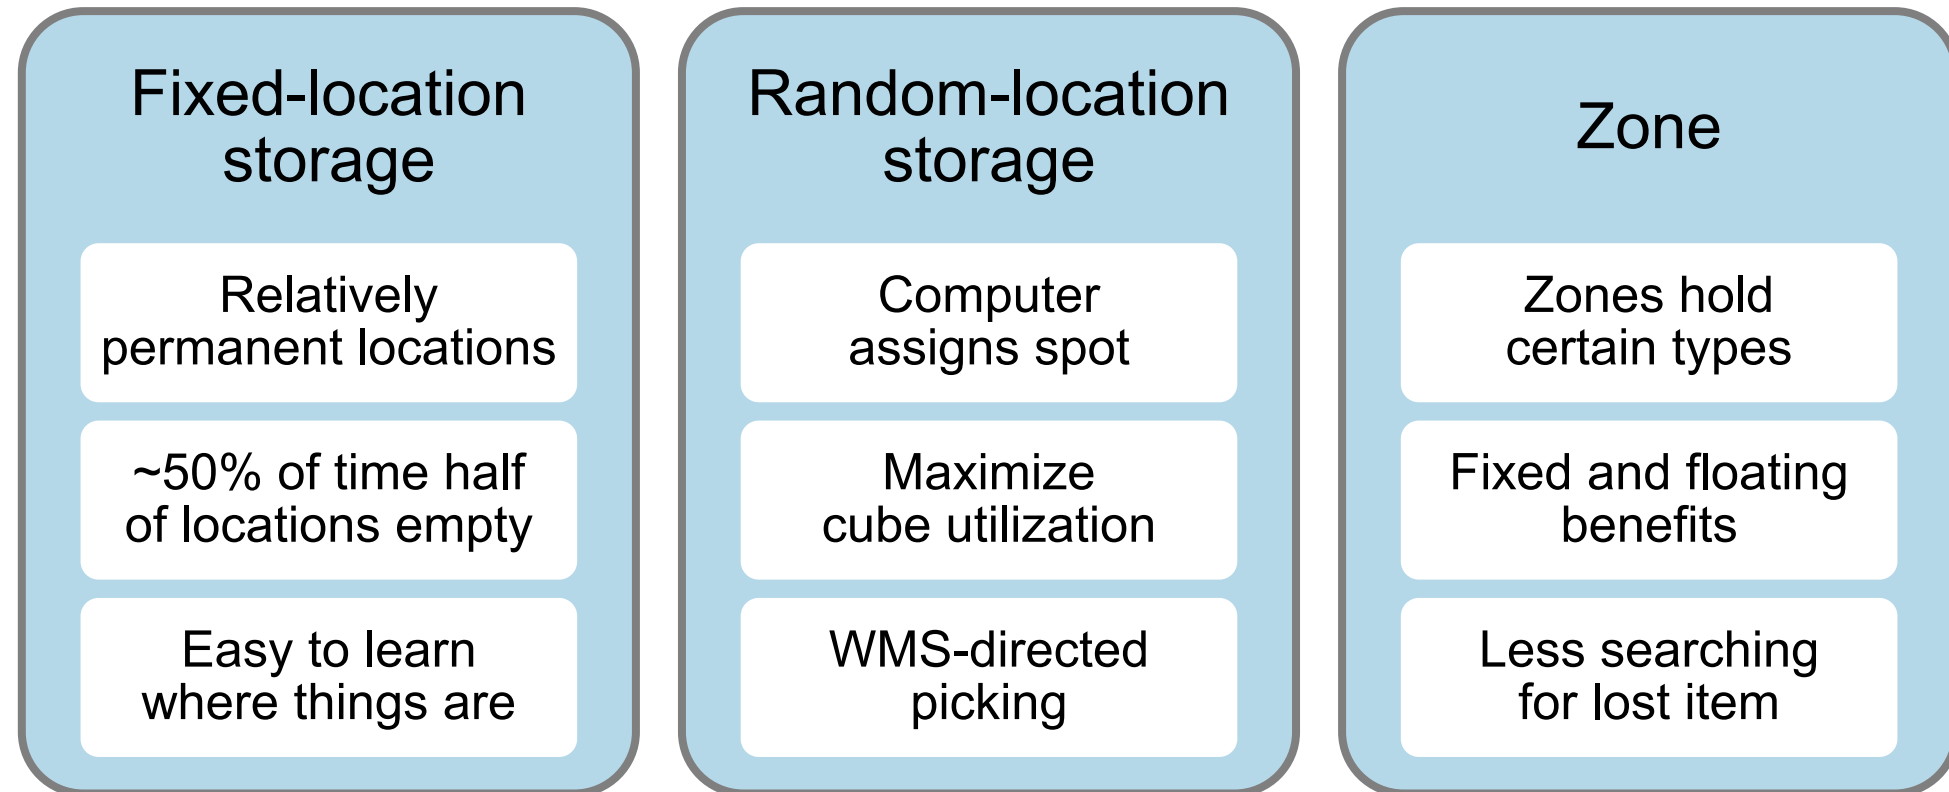 Fixed-location
storage
Relatively
permanent locations
~50% of time half
of locations empty
Easy to learn
where things are
Random-location
storage
Computer
assigns spot
Maximize
cube utilization
WMS-directed
picking
Zone
Zones hold
certain types
Fixed and floating
benefits
Less searching
for lost item